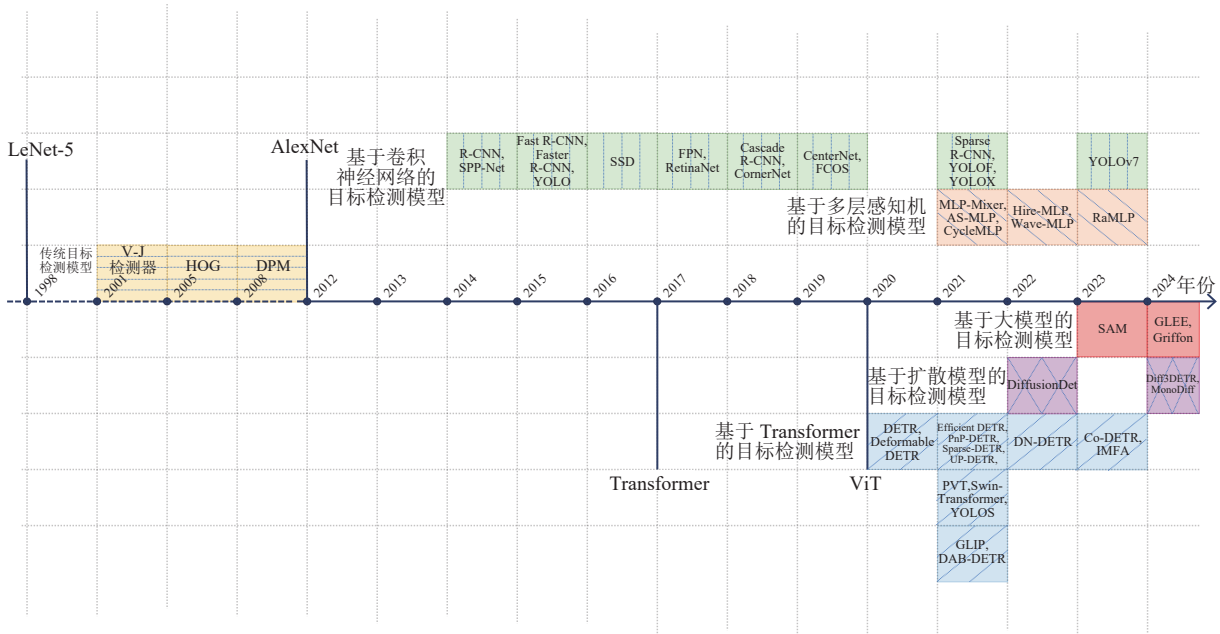 LeNet-5
AlexNet
基于卷积
神经网络的
目标检测模型
R-CNN,
SPP-Net
Fast R-CNN,
Faster
R-CNN,
YOLO
SSD
FPN,
RetinaNet
Cascade
R-CNN,
CornerNet
CenterNet,
FCOS
Sparse
R-CNN,
YOLOF,
YOLOX
YOLOv7
基于多层感知机
的目标检测模型
MLP-Mixer,
AS-MLP,
CycleMLP
Hire-MLP,
Wave-MLP
RaMLP
传统目标
检测模型
V-J
检测器
HOG
DPM
1998
2001
2005
2008
2012
2013
2014
2015
2016
2017
2018
2019
2020
2021
2022
2023
2024
年份
基于大模型的
目标检测模型
SAM
GLEE,
Griffon
基于扩散模型的
目标检测模型
DiffusionDet
Diff3DETR,
MonoDiff
基于 Transformer
的目标检测模型
DETR,
Deformable
DETR
Efficient DETR,
PnP-DETR,
Sparse-DETR,
UP-DETR,
DN-DETR
Co-DETR,
IMFA
Transformer
ViT
PVT,Swin-
Transformer,
YOLOS
GLIP,
DAB-DETR